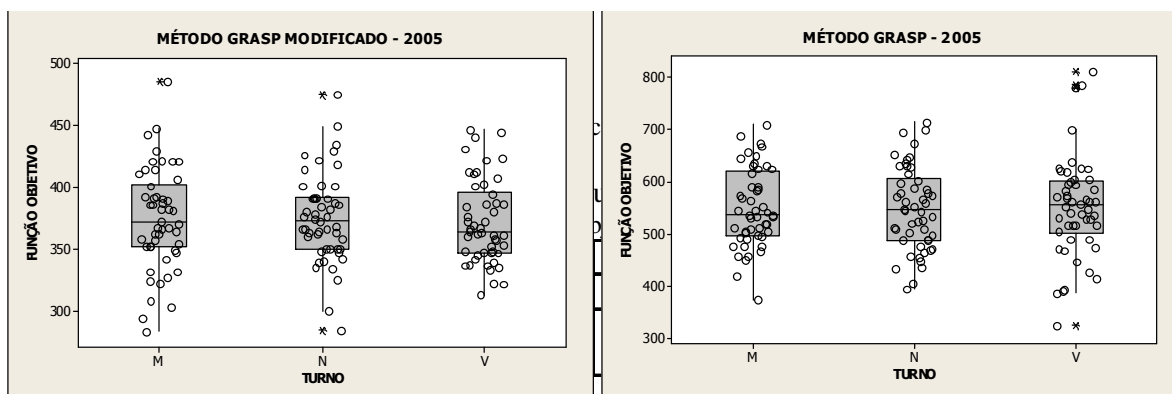 MÉTODO GRASP MODIFICADO - 2005
500
450
400
350
300
FUNÇÃO OBJETIVO
M N V
TURNO
MÉTODO GRASP - 2005
800
700
600
500
400
300
FUNÇÃO OBJETIVO
M N V
TURNO